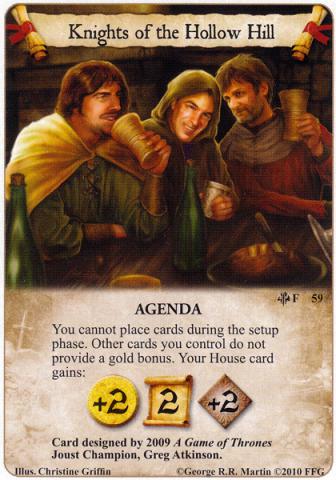 Knights of the Hollow Hill
F 59
AGENDA
You cannot place cards during the setup
phase. Other cards you control do not
provide a gold bonus. Your House card
gains:
+2 2 +2
Card designed by 2009 A Game of Thrones
Joust Champion, Greg Atkinson.
Illus. Christine Griffin ©George R.R. Martin ©2010 FFG